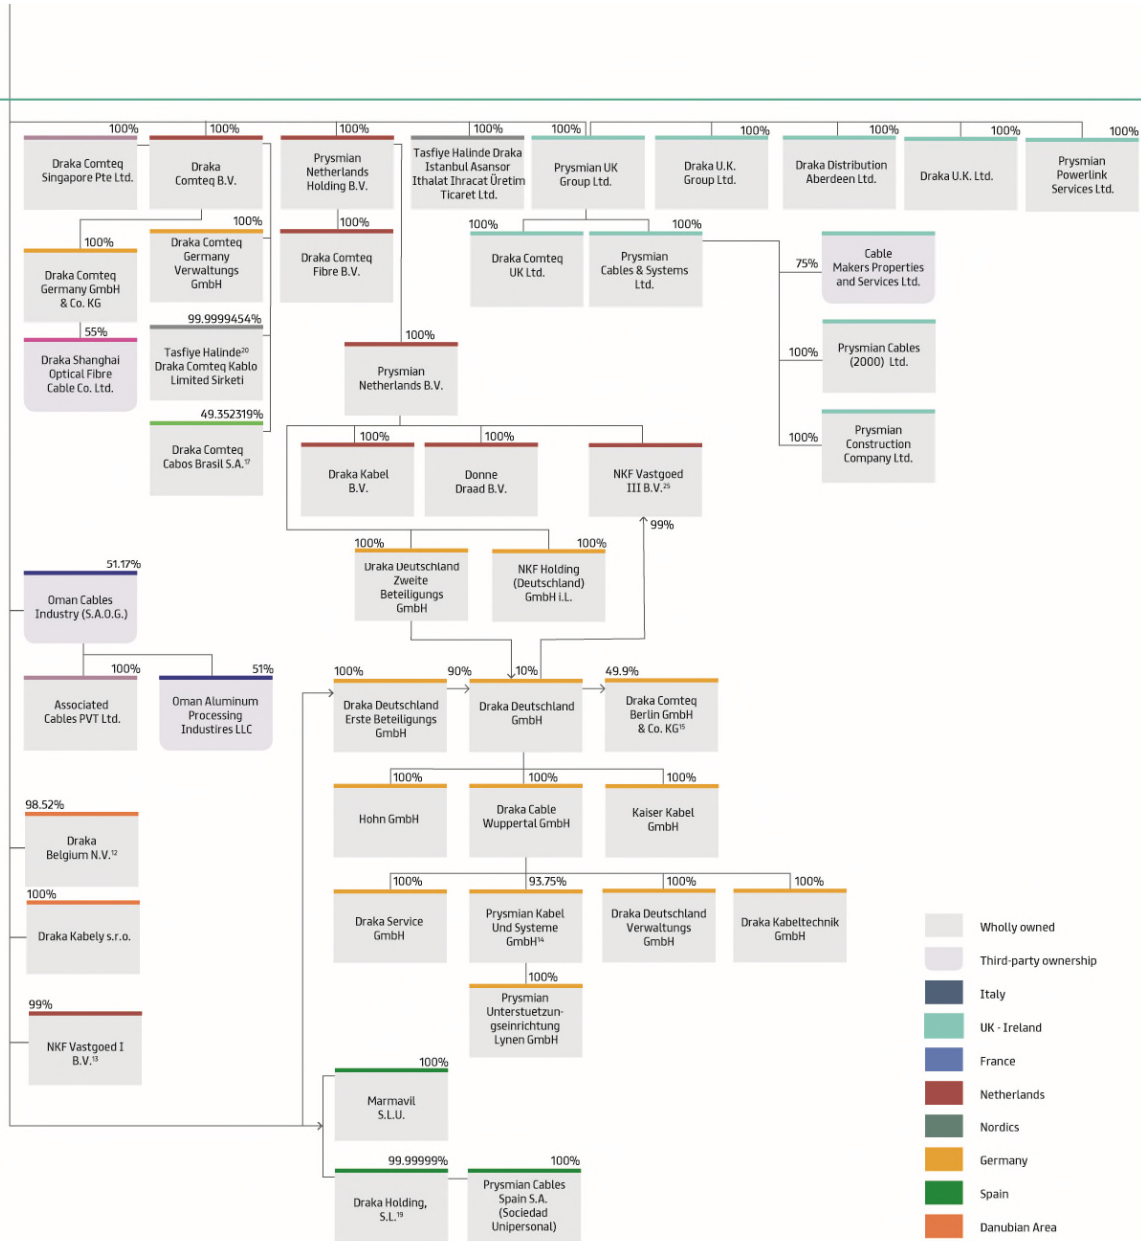 100%
100%
100%
100%
100%
100%
100%
100%
100%
Draka Comteq
Singapore Pte Ltd.
Draka
Comteq B.V.
Prysmian
Netherlands
Holding B.V.
Tasfiye Halinde Draka
Istanbul Asansor
Ithalat Ihracat Üretim
Ticaret Ltd.
Prysmian UK
Group Ltd.
Draka U.K.
Group Ltd.
Draka Distribution
Aberdeen Ltd.
Draka U.K. Ltd.
Prysmian
Powerlink
Services Ltd.
100%
Draka Comteq
Germany GmbH
& Co. KG
100%
Draka Comteq
Germany
Verwaltungs
GmbH
100%
Draka Comteq
Fibre B.V.
100%
Draka Comteq
UK Ltd.
100%
Prysmian
Cables & Systems
Ltd.
75%
Cable
Makers Properties
and Services Ltd.
55%
Draka Shanghai
Optical Fibre
Cable Co. Ltd.
99.9999454%
Tasfiye Halinde20
Draka Comteq Kablo
Limited Sirketi
100%
Prysmian
Netherlands B.V.
100%
Prysmian Cables
(2000) Ltd.
49.352319%
Draka Comteq
Cabos Brasil S.A.17
100%
Draka Kabel
B.V.
100%
Donne
Draad B.V.
NKF Vastgoed
III B.V.25
99%
100%
Prysmian
Construction
Company Ltd.
100%
Draka Deutschland
Zweite
Beteiligungs
GmbH
100%
NKF Holding
(Deutschland)
GmbH i.L.
51.17%
Oman Cables
Industry (S.A.O.G.)
100%
Associated
Cables PVT Ltd.
51%
Oman Aluminum
Processing
Industires LLC
100%
Draka Deutschland
Erste Beteiligungs
GmbH
90%
10%
Draka Deutschland
GmbH
49.9%
Draka Comteq
Berlin GmbH
& Co. KG15
100%
Hohn GmbH
100%
Draka Cable
Wuppertal GmbH
100%
Kaiser Kabel
GmbH
98.52%
Draka
Belgium N.V.12
100%
Draka Service
GmbH
93.75%
Prysmian Kabel
Und Systeme
GmbH14
100%
Draka Deutschland
Verwaltungs
GmbH
100%
Draka Kabeltechnik
GmbH
100%
Draka Kabely s.r.o.
100%
Prysmian
Unterstuetzun-
gseinrichtung
Lynen GmbH
99%
NKF Vastgoed I
B.V.13
100%
Marmavil
S.L.U.
99.99999%
Draka Holding,
S.L.19
100%
Prysmian Cables
Spain S.A.
(Sociedad
Unipersonal)
Wholly owned
Third-party ownership
Italy
UK - Ireland
France
Netherlands
Nordics
Germany
Spain
Danubian Area